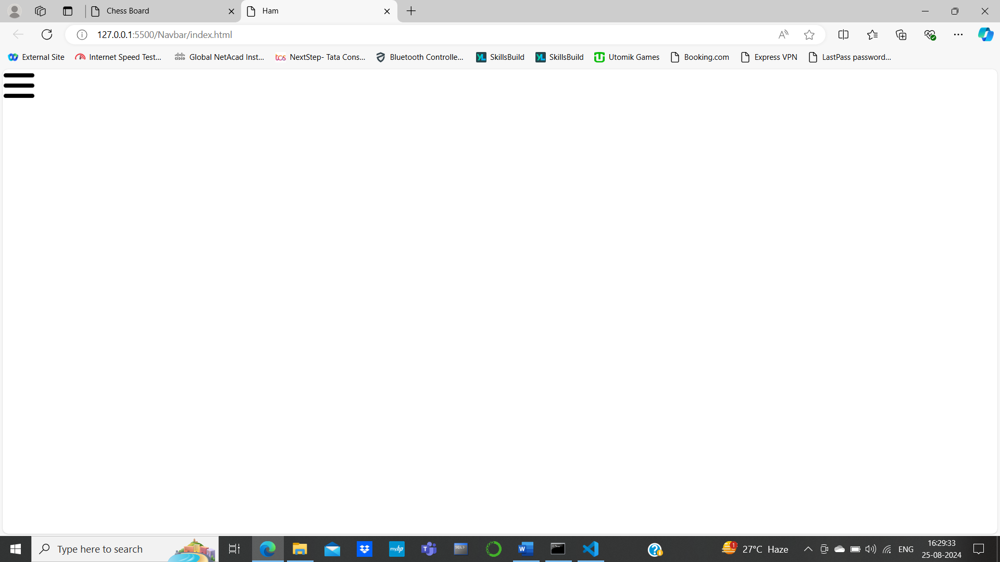 Chess Board
Ham
127.0.0.1:5500/Navbar/index.html
External Site
Internet Speed Test...
Global NetAcad Inst...
NextStep- Tata Cons...
Bluetooth Controlle...
SkillsBuild
SkillsBuild
Utomik Games
Booking.com
Express VPN
LastPass password...
Type here to search
27°C Haze
ENG
16:29:33
25-08-2024